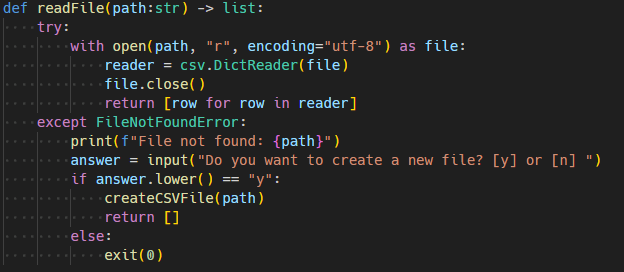 def readFile(path:str) -> list:
    try:
        with open(path, "r", encoding="utf-8") as file:
            reader = csv.DictReader(file)
            file.close()
            return [row for row in reader]
    except FileNotFoundError:
        print(f"File not found: {path}")
        answer = input("Do you want to create a new file? [y] or [n] ")
        if answer.lower() == "y":
            createCSVFile(path)
            return []
        else:
            exit(0)